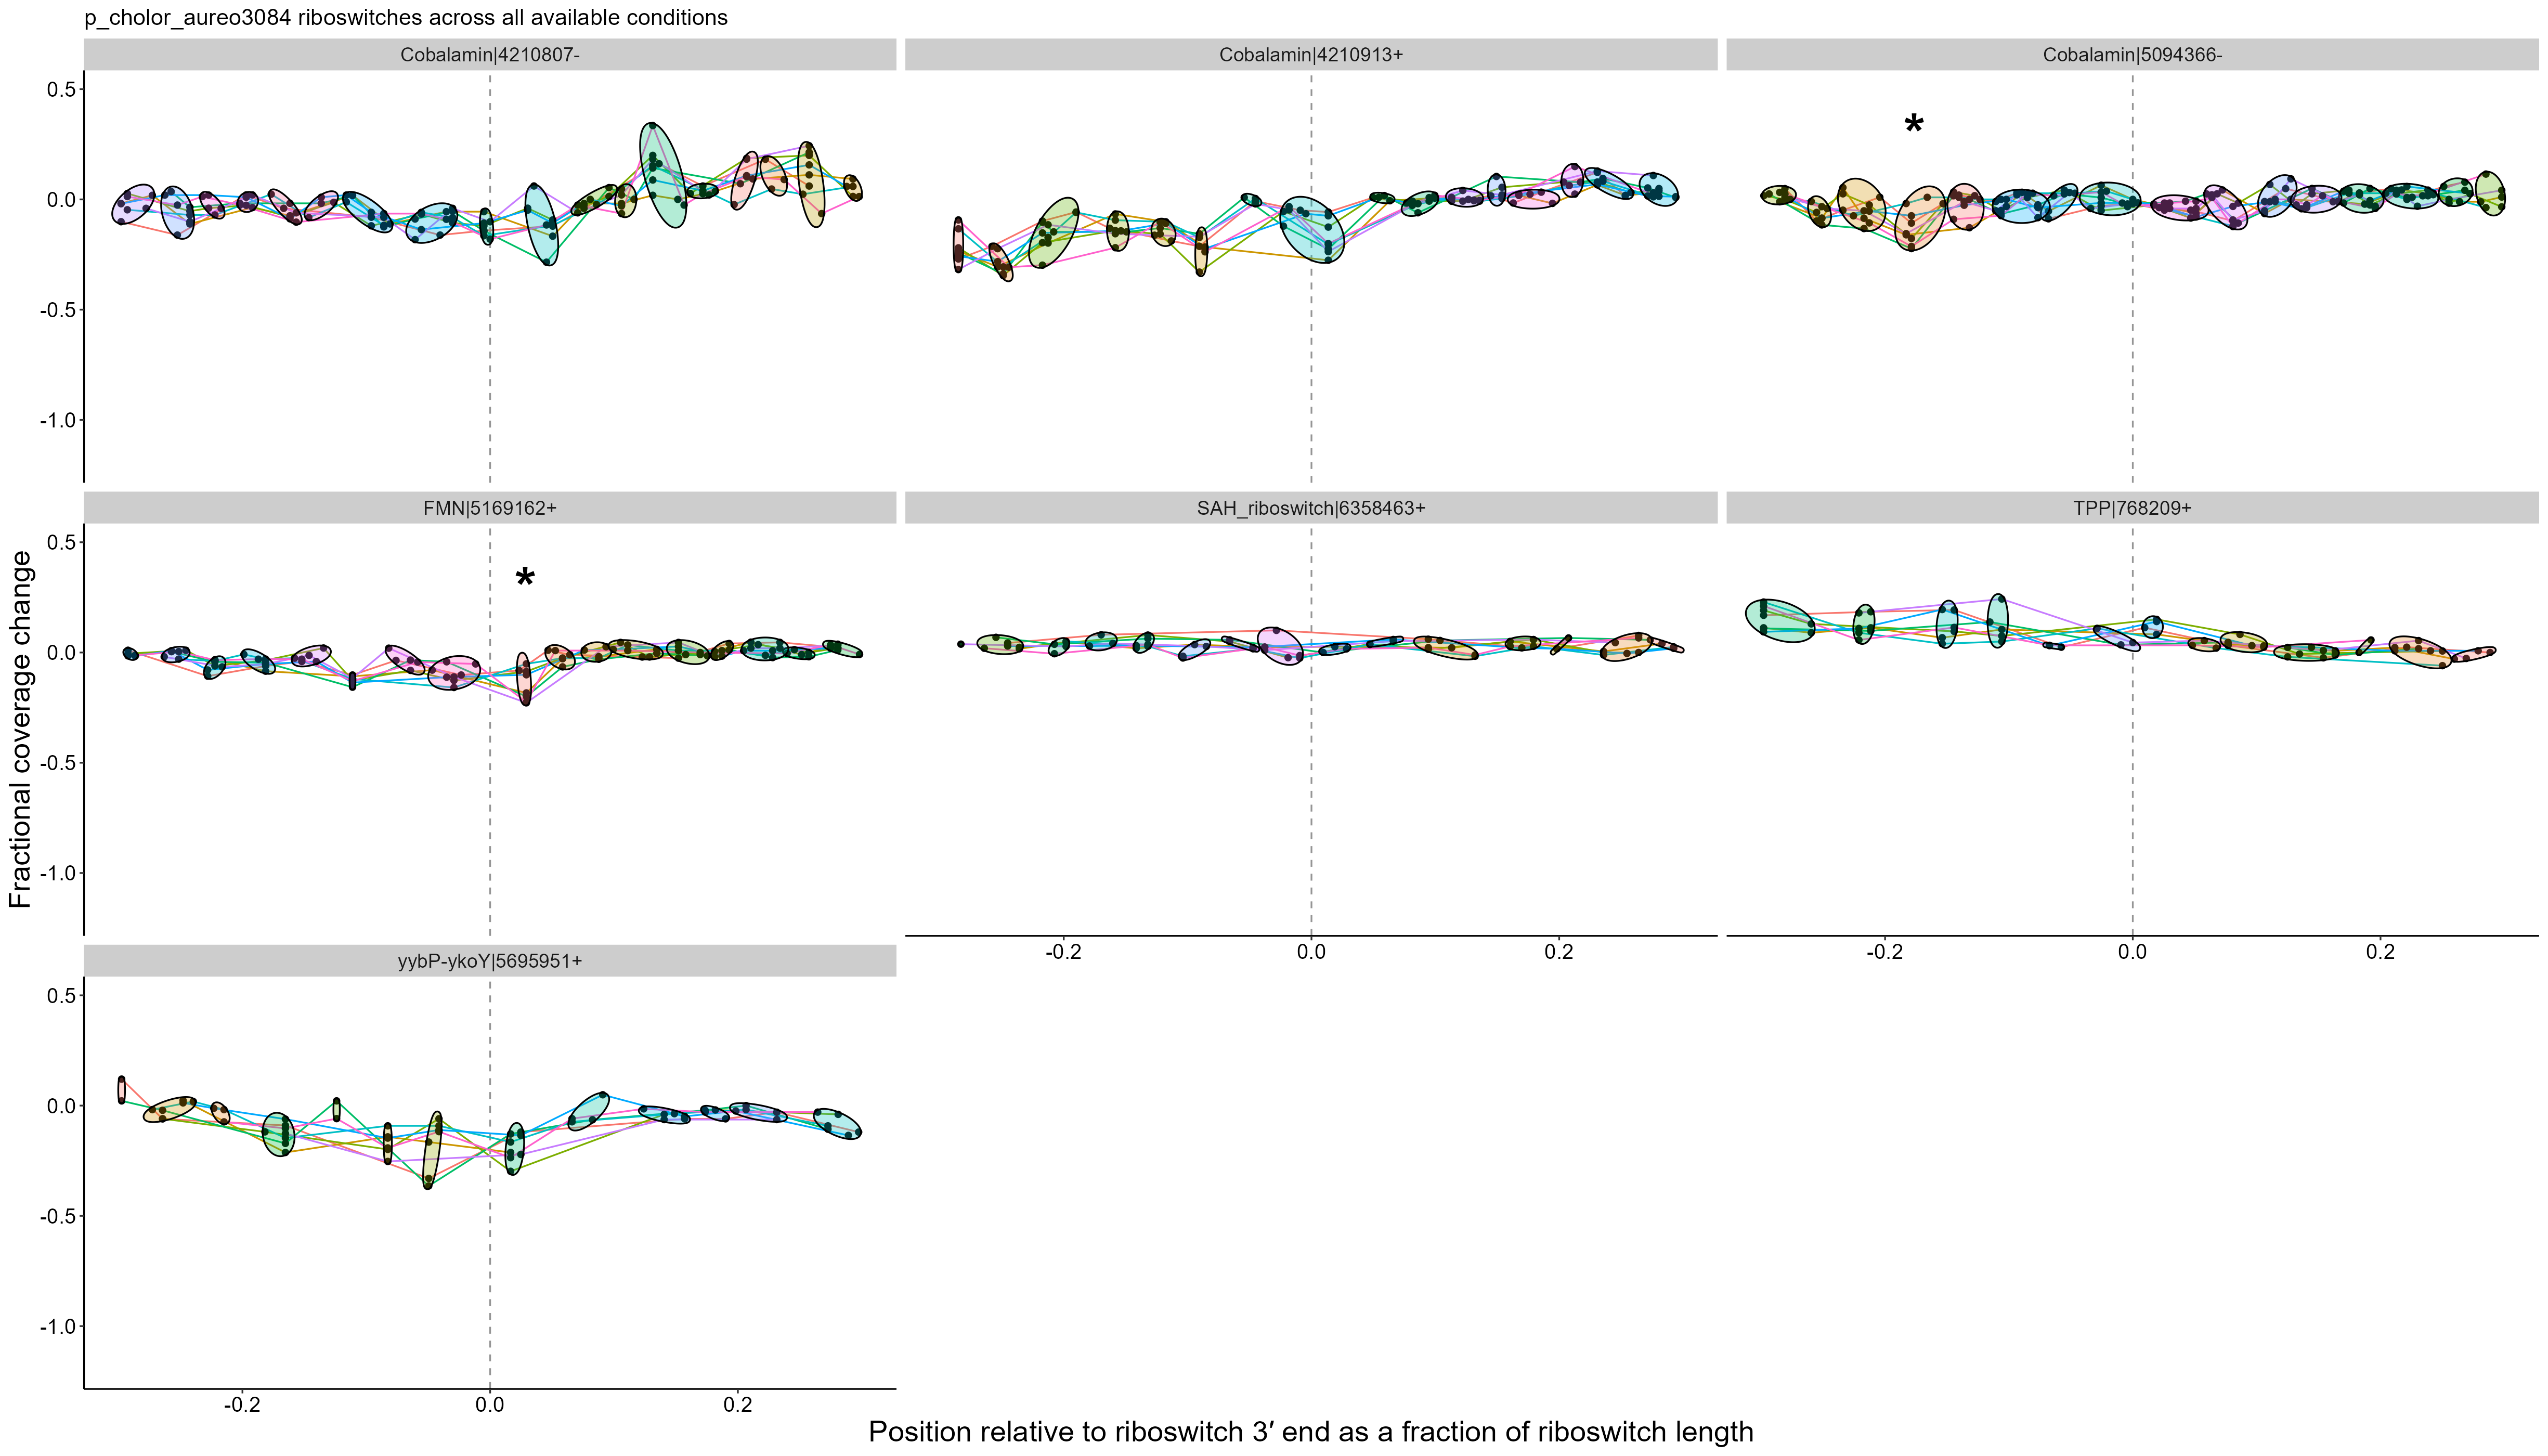 p_cholor_aureo3084 riboswitches across all available conditions
Cobalamin|4210807-
Cobalamin|4210913+
Cobalamin|5094366-
0.5
0.0
-0.5
-1.0
*
FMN|5169162+
SAH_riboswitch|6358463+
TPP|768209+
0.5
0.0
-0.5
-1.0
*
-0.2
0.0
0.2
-0.2
0.0
0.2
yybP-ykoY|5695951+
0.5
0.0
-0.5
-1.0
-0.2
0.0
0.2
Fractional coverage change
Position relative to riboswitch 3′ end as a fraction of riboswitch length